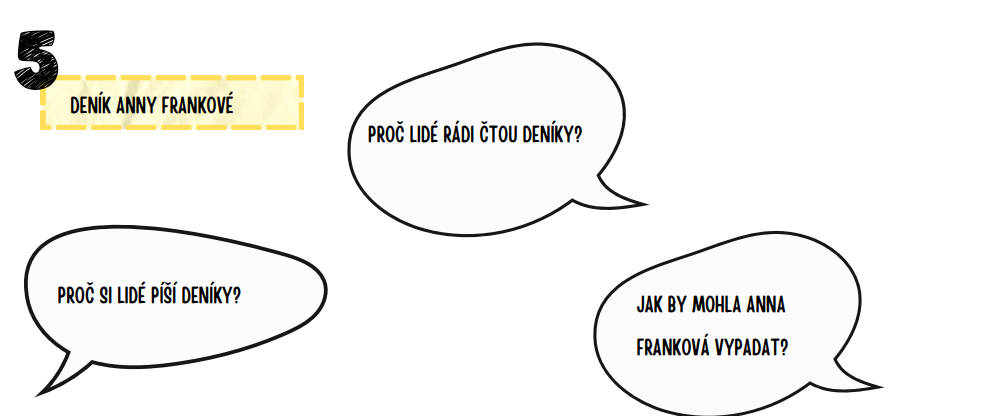 5
DENÍK ANNY FRANKOVÉ
PROČ LIDÉ RÁDI ČTOU DENÍKY?
PROČ SI LIDÉ PÍŠÍ DENÍKY?
JAK BY MOHLA ANNA
FRANKOVÁ VYPADAT?